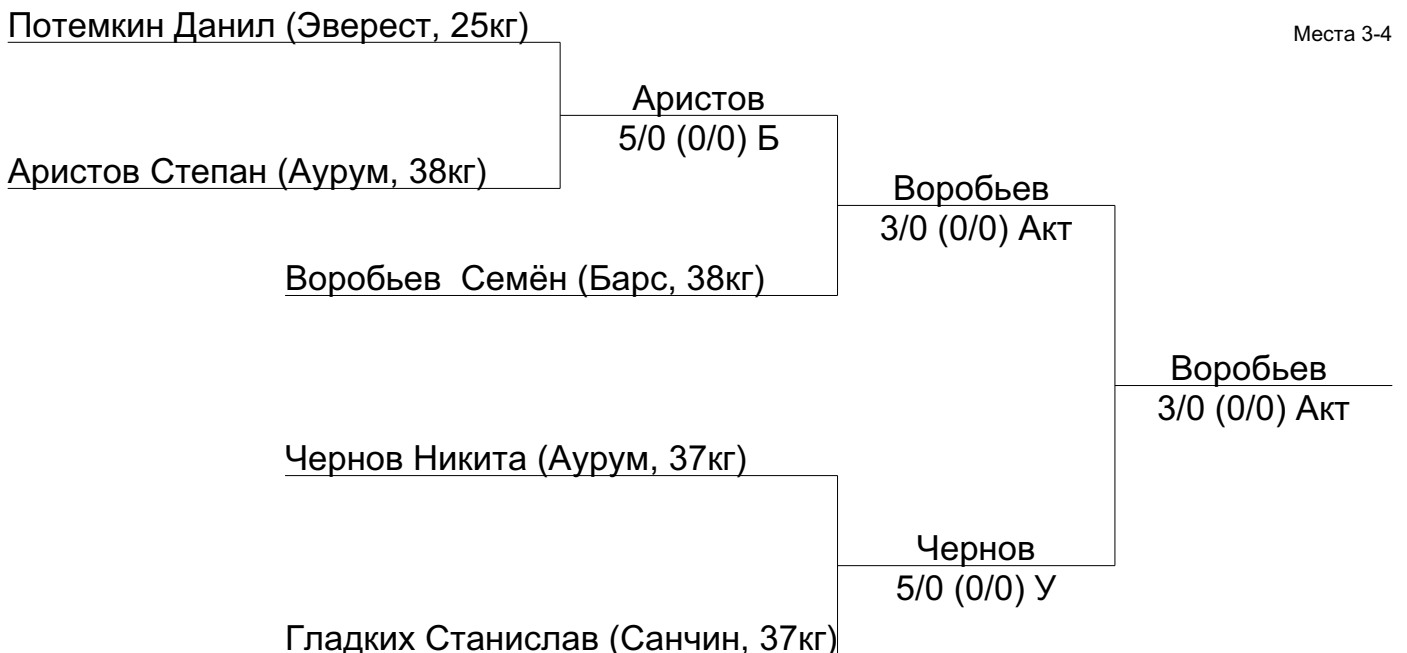 Потемкин Данил (Эверест, 25кг)
Места 3-4
Аристов
5/0 (0/0) Б
Аристов Степан (Аурум, 38кг)
Воробьев
3/0 (0/0) Акт
Воробьев  Семён (Барс, 38кг)
Воробьев
3/0 (0/0) Акт
Чернов Никита (Аурум, 37кг)
Чернов
5/0 (0/0) У
Гладких Станислав (Санчин, 37кг)